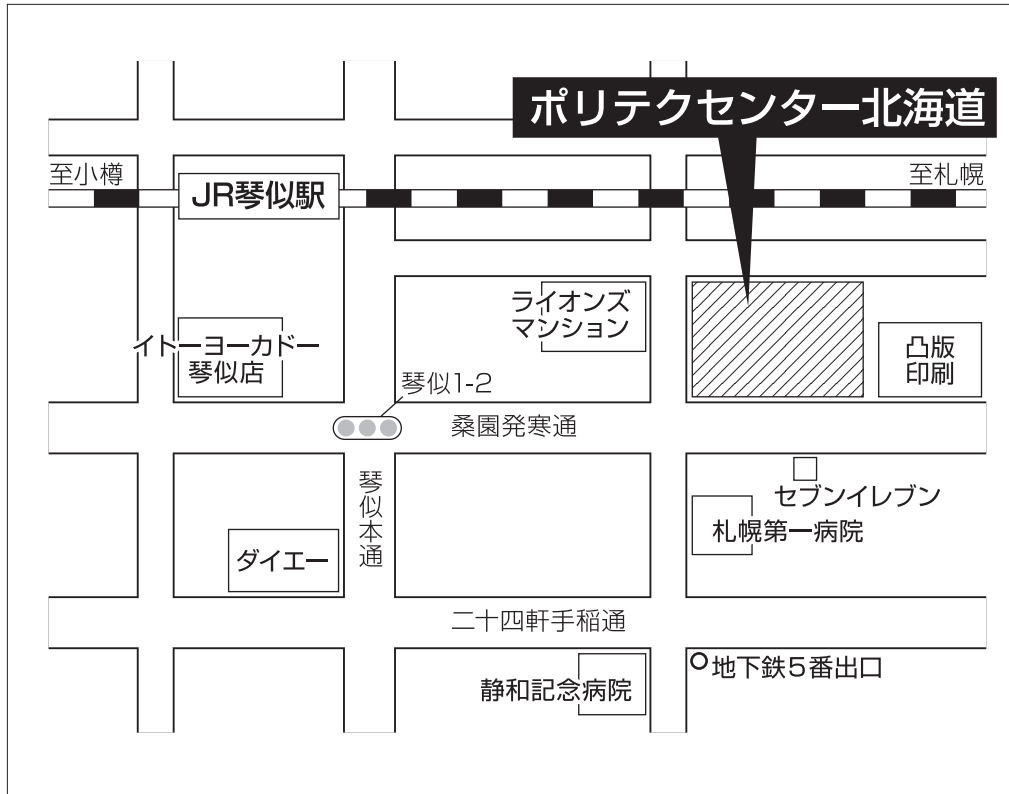 ポリテクセンター北海道
至小樽
至札幌
JR琴似駅
ライオンズ
マンション
イトーヨーカドー
琴似店
凸版
印刷
琴似1-2
桑園発寒通
琴似本通
セブンイレブン
札幌第一病院
ダイエー
二十四軒手稲通
地下鉄5番出口
静和記念病院